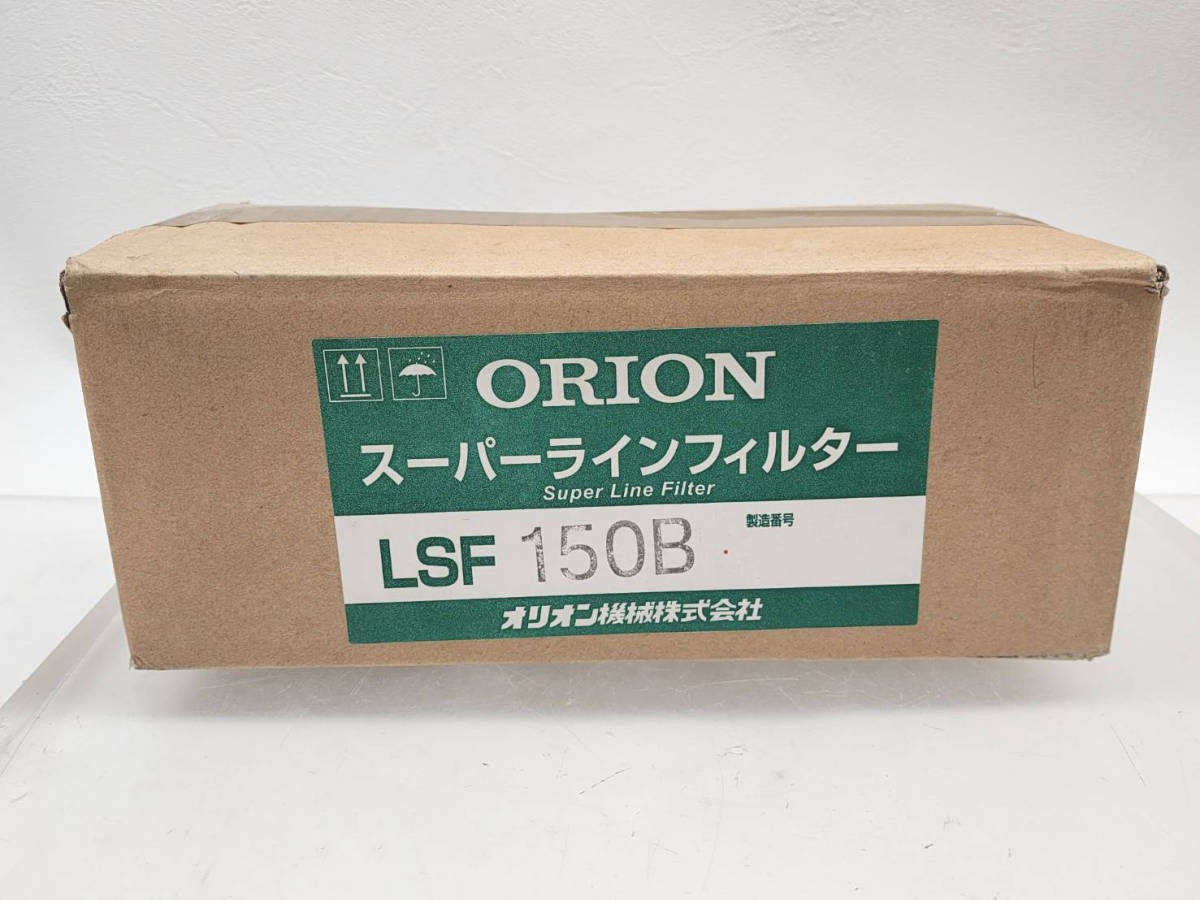 ORION
スーパーラインフィルター
Super Line Filter
LSF 150B 製造番号
オリオン機械株式会社